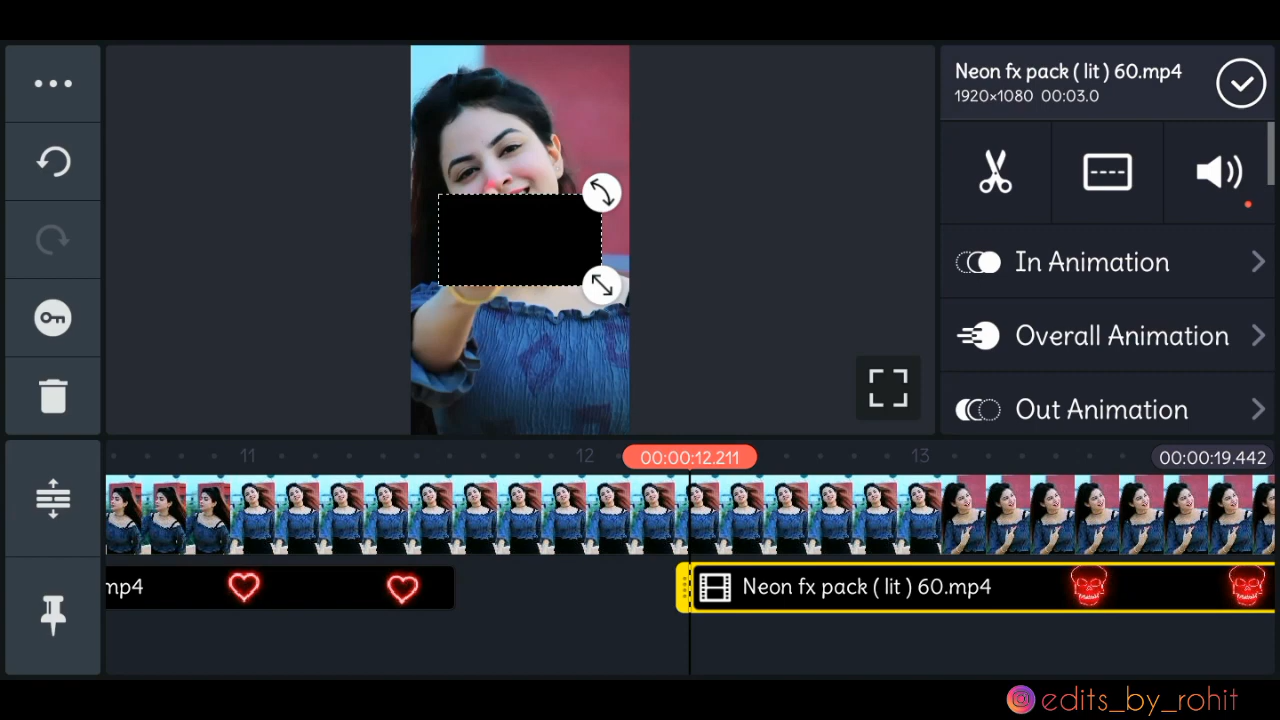 Neon fx pack ( lit ) 60.mp4
1920×1080 00:03.0
In Animation
Overall Animation
Out Animation
11
12
00:00:12.211
13
00:00:19.442
mp4
Neon fx pack ( lit ) 60.mp4
edits_by_rohit